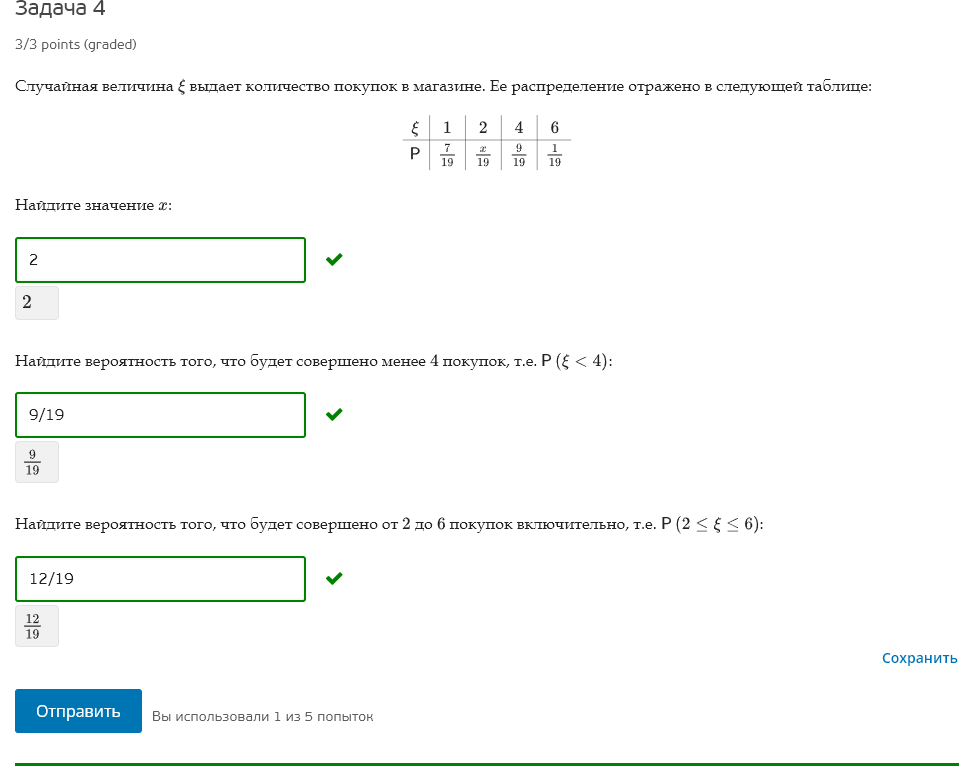 Задача 4
3/3 points (graded)
Случайная величина ξ выдает количество покупок в магазине. Ее распределение отражено в следующей таблице:
ξ 1 2 4 6
P 7/19 x/19 9/19 1/19
Найдите значение x:
2
2
Найдите вероятность того, что будет совершено менее 4 покупок, т.е. P (ξ < 4):
9/19
9/19
Найдите вероятность того, что будет совершено от 2 до 6 покупок включительно, т.е. P (2 ≤ ξ ≤ 6):
12/19
12/19
Сохранить
Отправить Вы использовали 1 из 5 попыток